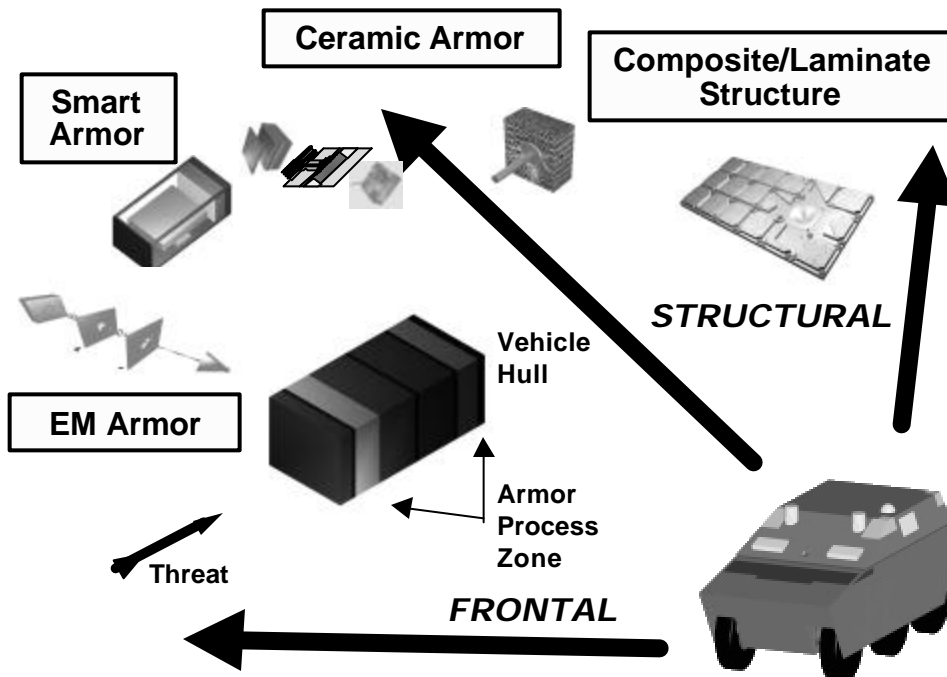 Ceramic Armor
Composite/Laminate
Structure
Smart
Armor
STRUCTURAL
Vehicle
Hull
EM Armor
Armor
Process
Zone
Threat
FRONTAL